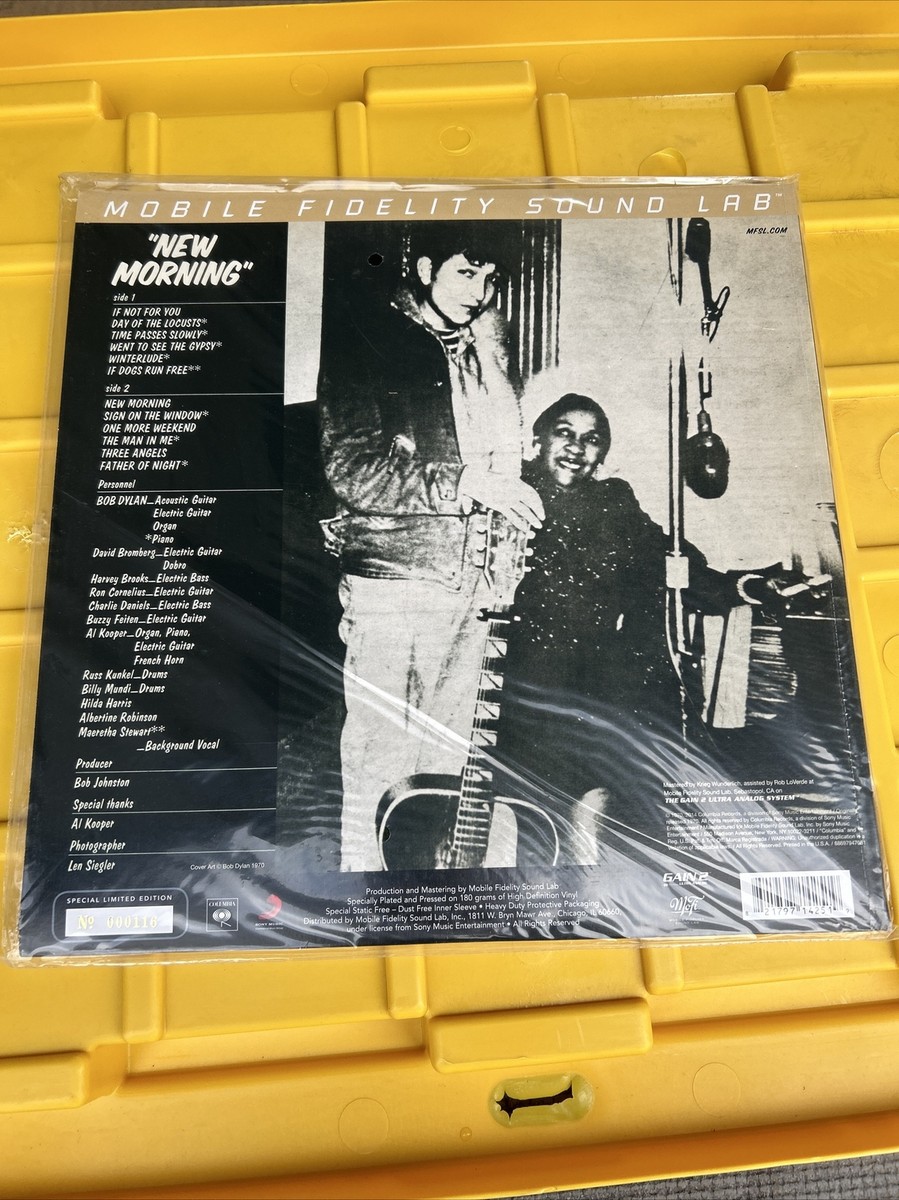 MOBILE FIDELITY SOUND LAB™
MFSL.COM
"NEW
MORNING"
side 1
IF NOT FOR YOU
DAY OF THE LOCUSTS*
TIME PASSES SLOWLY*
WENT TO SEE THE GYPSY*
WINTERLUDE*
IF DOGS RUN FREE**
side 2
NEW MORNING
SIGN ON THE WINDOW*
ONE MORE WEEKEND
THE MAN IN ME*
THREE ANGELS
FATHER OF NIGHT*
Personnel
BOB DYLAN_Acoustic Guitar
Electric Guitar
Organ
*Piano
David Bromberg_Electric Guitar
Dobro
Harvey Brooks_Electric Bass
Ron Cornelius_Electric Guitar
Charlie Daniels_Electric Bass
Buzzy Feiten_Electric Guitar
Al Kooper_Organ, Piano,
Electric Guitar
French Horn
Russ Kunkel_Drums
Billy Mundi_Drums
Hilda Harris
Albertine Robinson
Maeretha Stewart**
_Background Vocal
Producer
Bob Johnston
Special thanks
Al Kooper
Photographer
Len Siegler
Cover Art © Bob Dylan 1970
Mastered by Krieg Wunderlich, assisted by Rob LoVerde at
Mobile Fidelity Sound Lab, Sebastopol, CA on
THE GAIN 2 ULTRA ANALOG SYSTEM™
SPECIAL LIMITED EDITION
Nº 000116
COLUMBIA
SONY MUSIC
Production and Mastering by Mobile Fidelity Sound Lab
Specially Plated and Pressed on 180 grams of High Definition Vinyl
Special Static Free – Dust Free Inner Sleeve • Heavy Duty Protective Packaging
Distributed by Mobile Fidelity Sound Lab, Inc., 1811 W. Bryn Mawr Ave., Chicago, IL 60660,
under license from Sony Music Entertainment • All Rights Reserved
GAIN 2